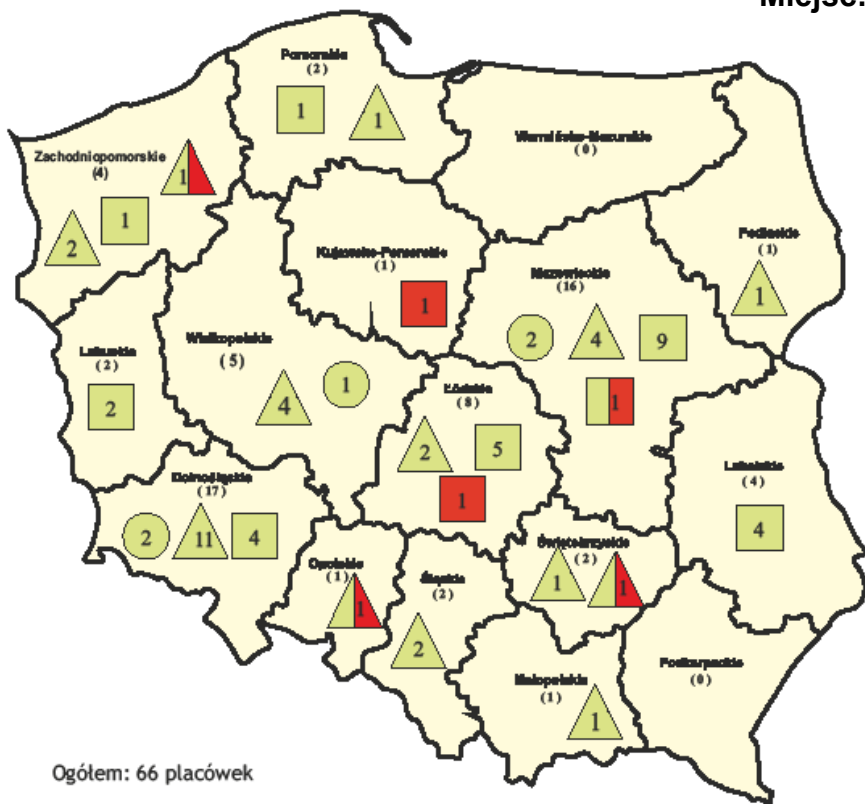 Miejsc.
Pomorskie
(2)
1
1
Warmińsko-Mazurskie
(0)
Zachodniopomorskie
(4)
1
1
2
Podlaskie
(1)
1
Kujawsko-Pomorskie
(1)
1
Mazowieckie
(16)
2
4
9
1
Wielkopolskie
(5)
4
1
Lubuskie
(2)
2
Łódzkie
(8)
2
5
1
Lubelskie
(4)
4
Dolnośląskie
(17)
2
11
4
Opolskie
(1)
1
Śląskie
(2)
2
Świętokrzyskie
(2)
1
1
Małopolskie
(1)
1
Podkarpackie
(0)
Ogółem: 66 placówek